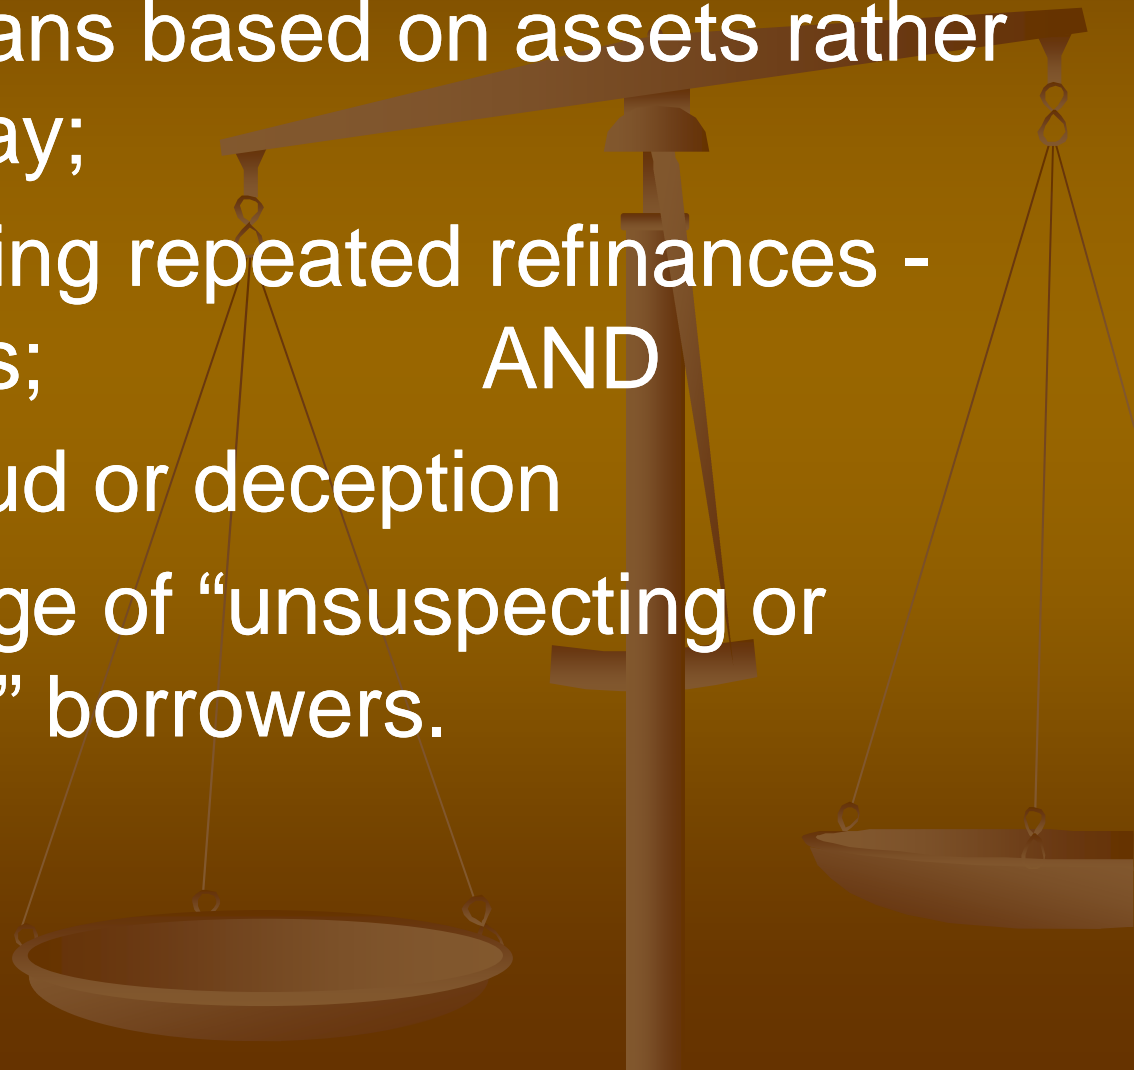 ans based on assets rather
ay;
ing repeated refinances -
s; AND
ud or deception
ge of “unsuspecting or
” borrowers.